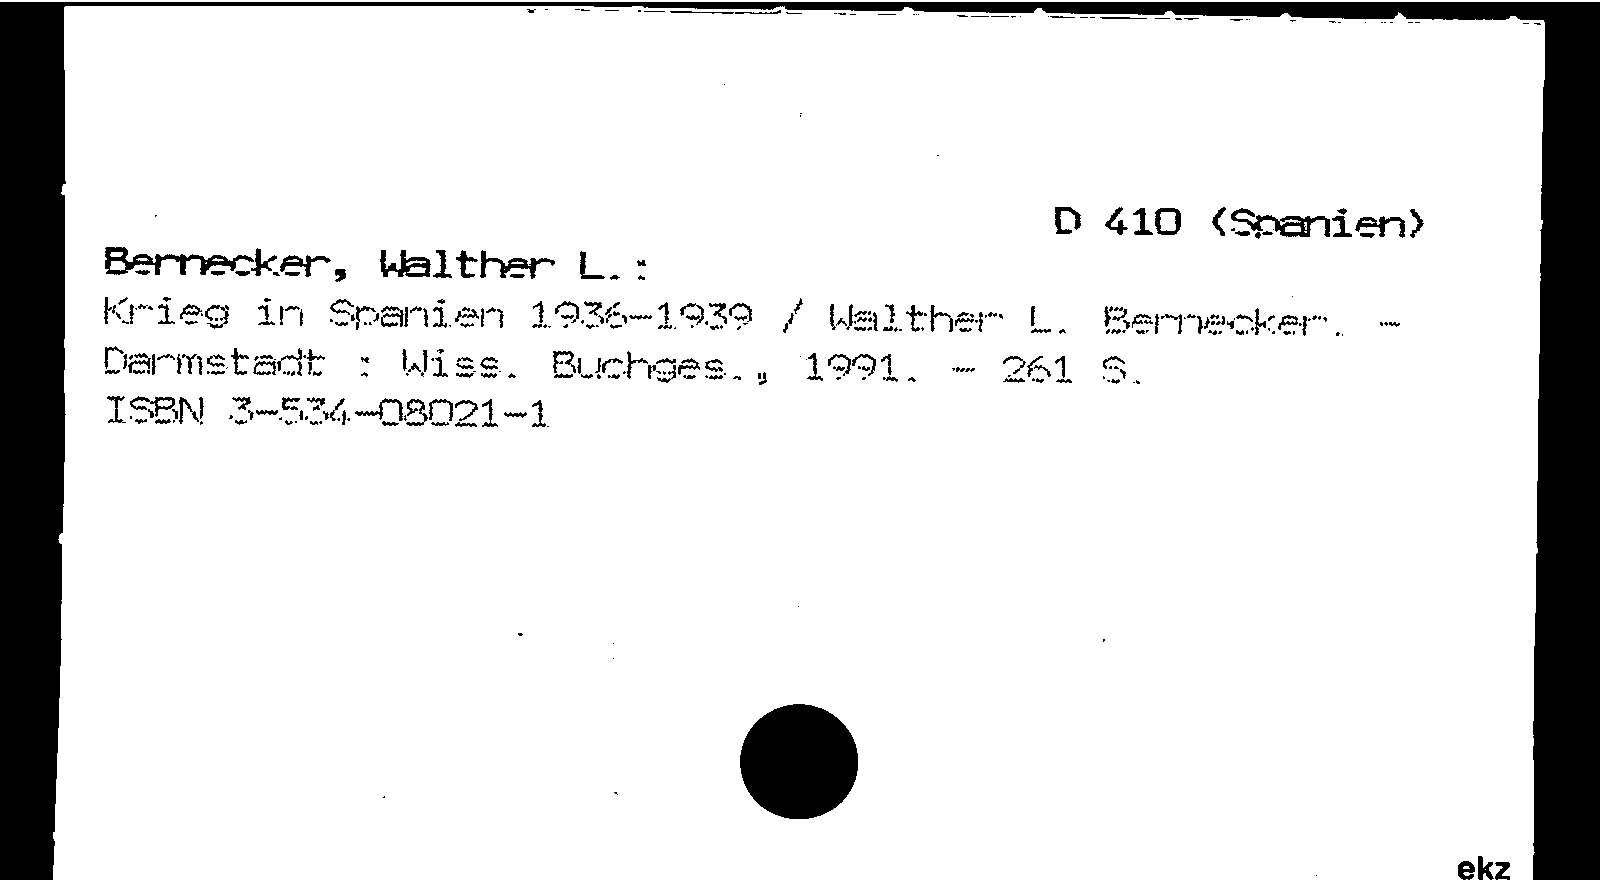 D 410 (Spanien)
Bernecker, Walther L.:
Krieg in Spanien 1936-1939 / Walther L. Bernecker. -
Darmstadt : Wiss. Buchges., 1991. - 261 S.
ISBN 3-534-08021-1
ekz